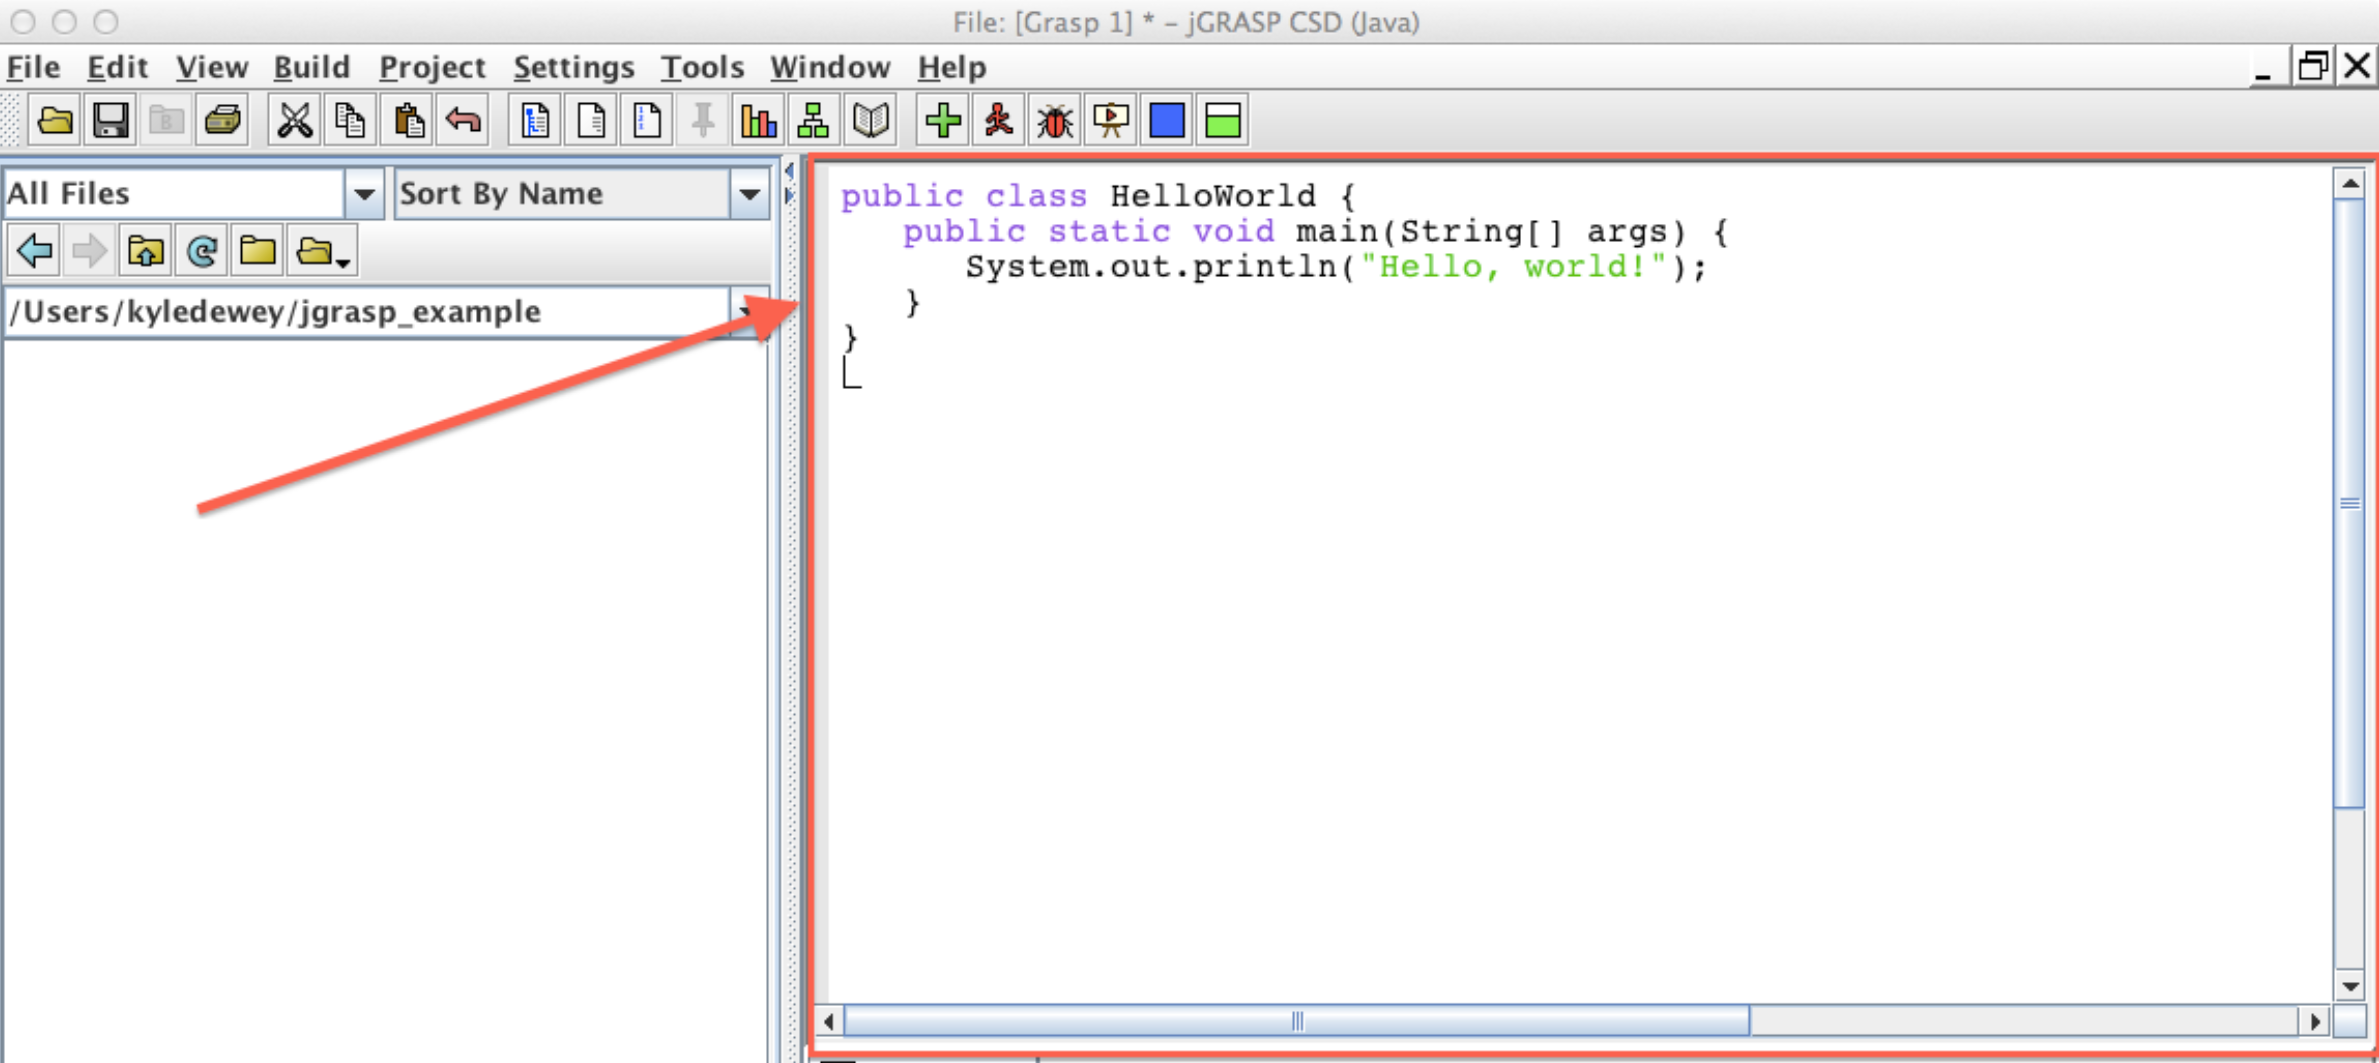 File: [Grasp 1] * – jGRASP CSD (Java)
File Edit View Build Project Settings Tools Window Help
All Files
Sort By Name
/Users/kyledewey/jgrasp_example
public class HelloWorld {
   public static void main(String[] args) {
      System.out.println("Hello, world!");
   }
}